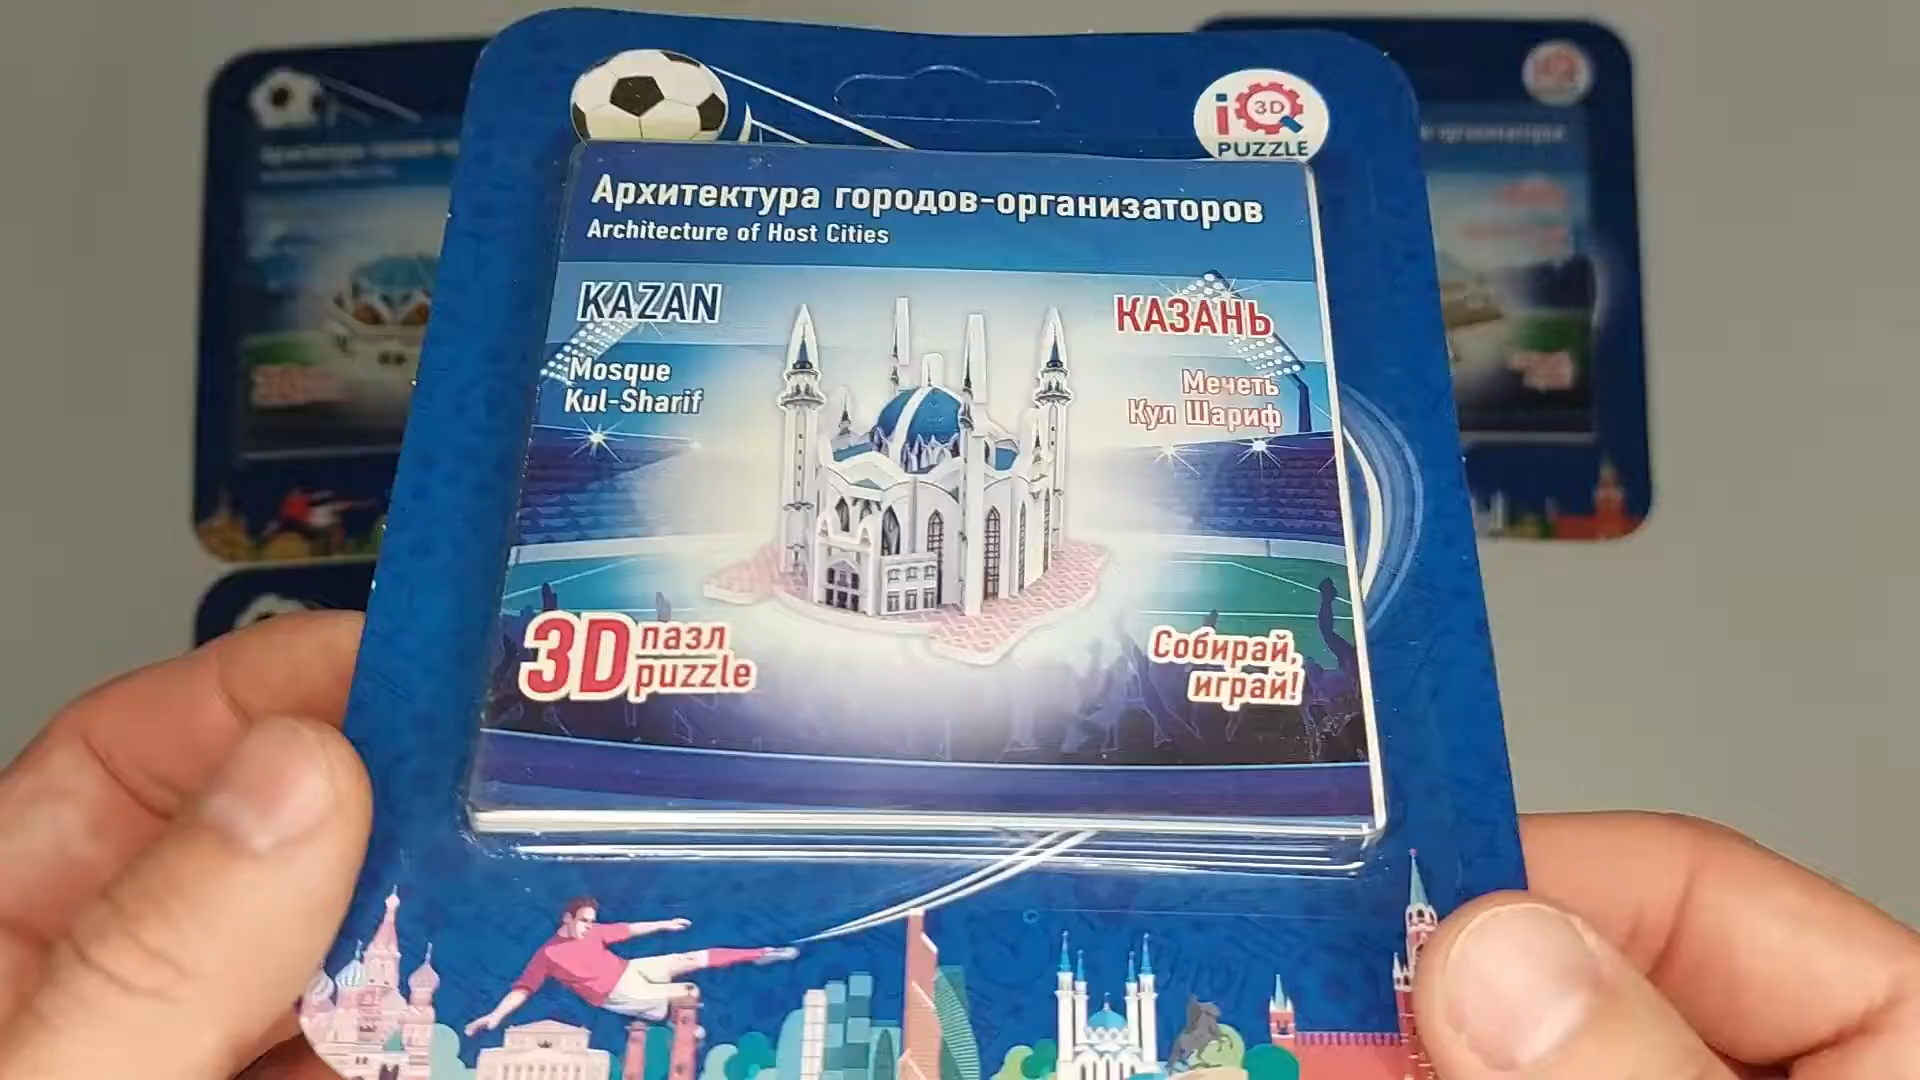 iQ 3D
PUZZLE
Архитектура городов-организаторов
Architecture of Host Cities
KAZAN
КАЗАНЬ
Mosque
Kul-Sharif
Мечеть
Кул Шариф
3D пазл
puzzle
Собирай,
играй!